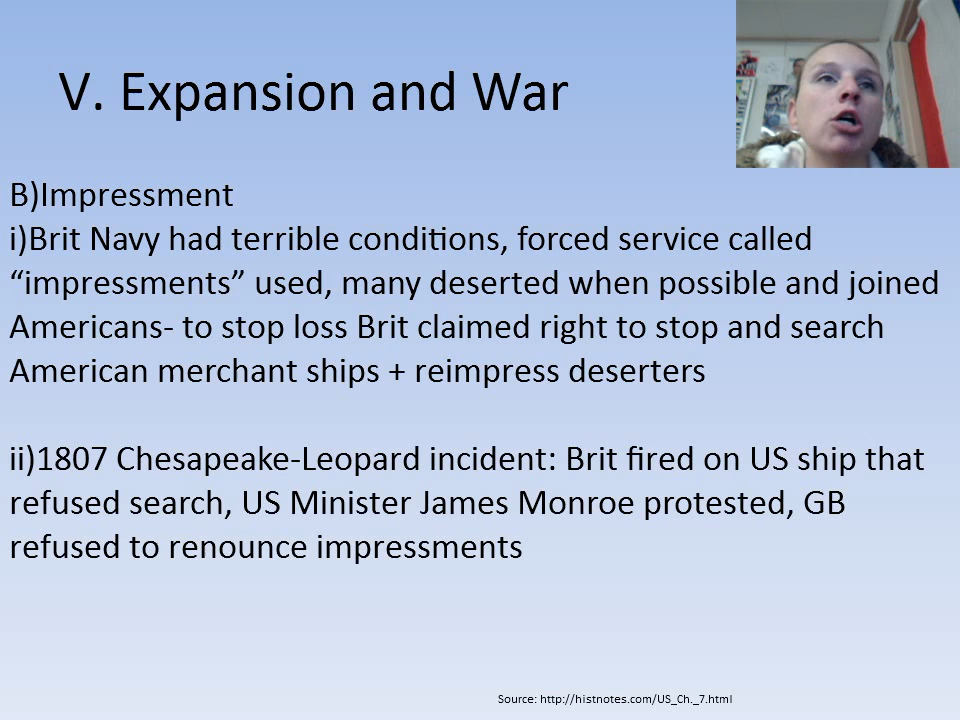 V. Expansion and War
B)Impressment
i)Brit Navy had terrible conditions, forced service called
“impressments” used, many deserted when possible and joined
Americans- to stop loss Brit claimed right to stop and search
American merchant ships + reimpress deserters
ii)1807 Chesapeake-Leopard incident: Brit fired on US ship that
refused search, US Minister James Monroe protested, GB
refused to renounce impressments
Source: http://histnotes.com/US_Ch._7.html